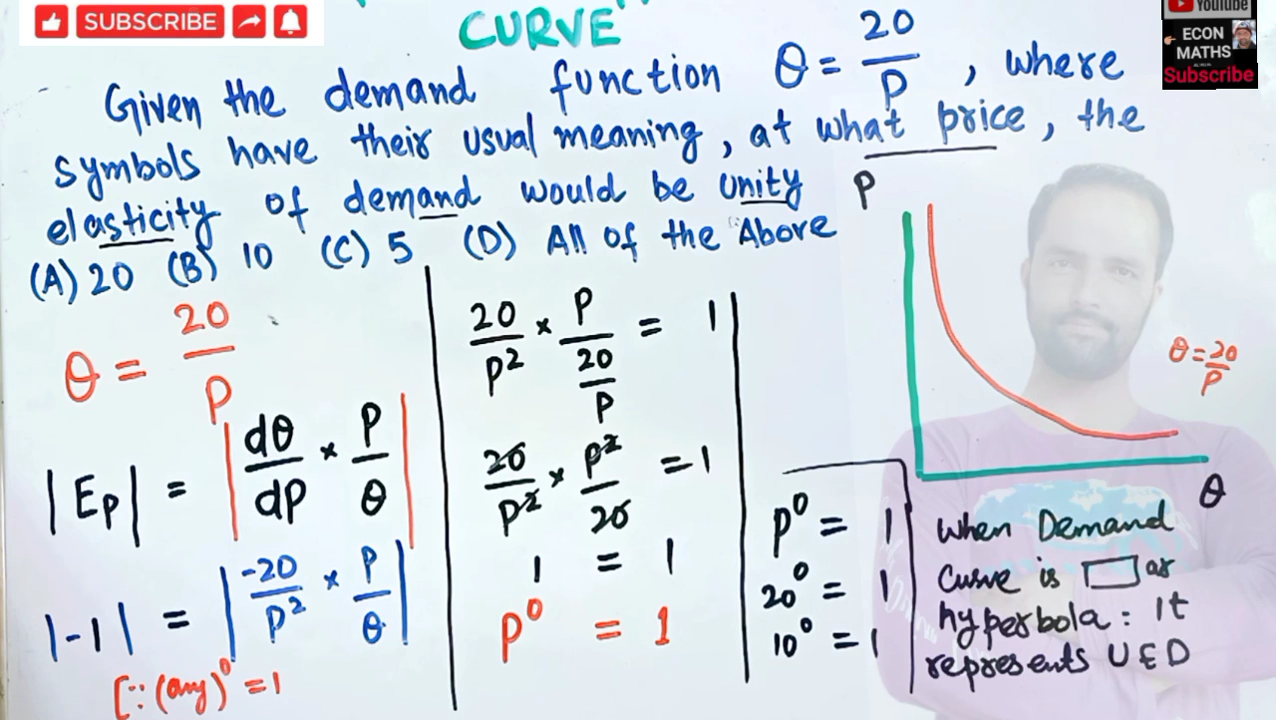 SUBSCRIBE
CURVE"
YouTube
ECON
MATHS
Subscribe
Given the demand function θ = 20/P , where
symbols have their usual meaning, at what price, the
elasticity of demand would be unity
(A) 20 (B) 10 (C) 5 (D) All of the Above
θ = 20/P
|Ep| = |dθ/dP × P/θ|
|-1| = |-20/P² × P/θ|
[∵ (any)⁰ = 1
20/P² × P/(20/P) = 1
20/P² × P²/20 = 1
1 = 1
P⁰ = 1
P⁰ = 1
20⁰ = 1
10⁰ = 1
P
θ = 20/P
θ
When Demand
Curve is ▭ar
hyperbola : It
represents U E D